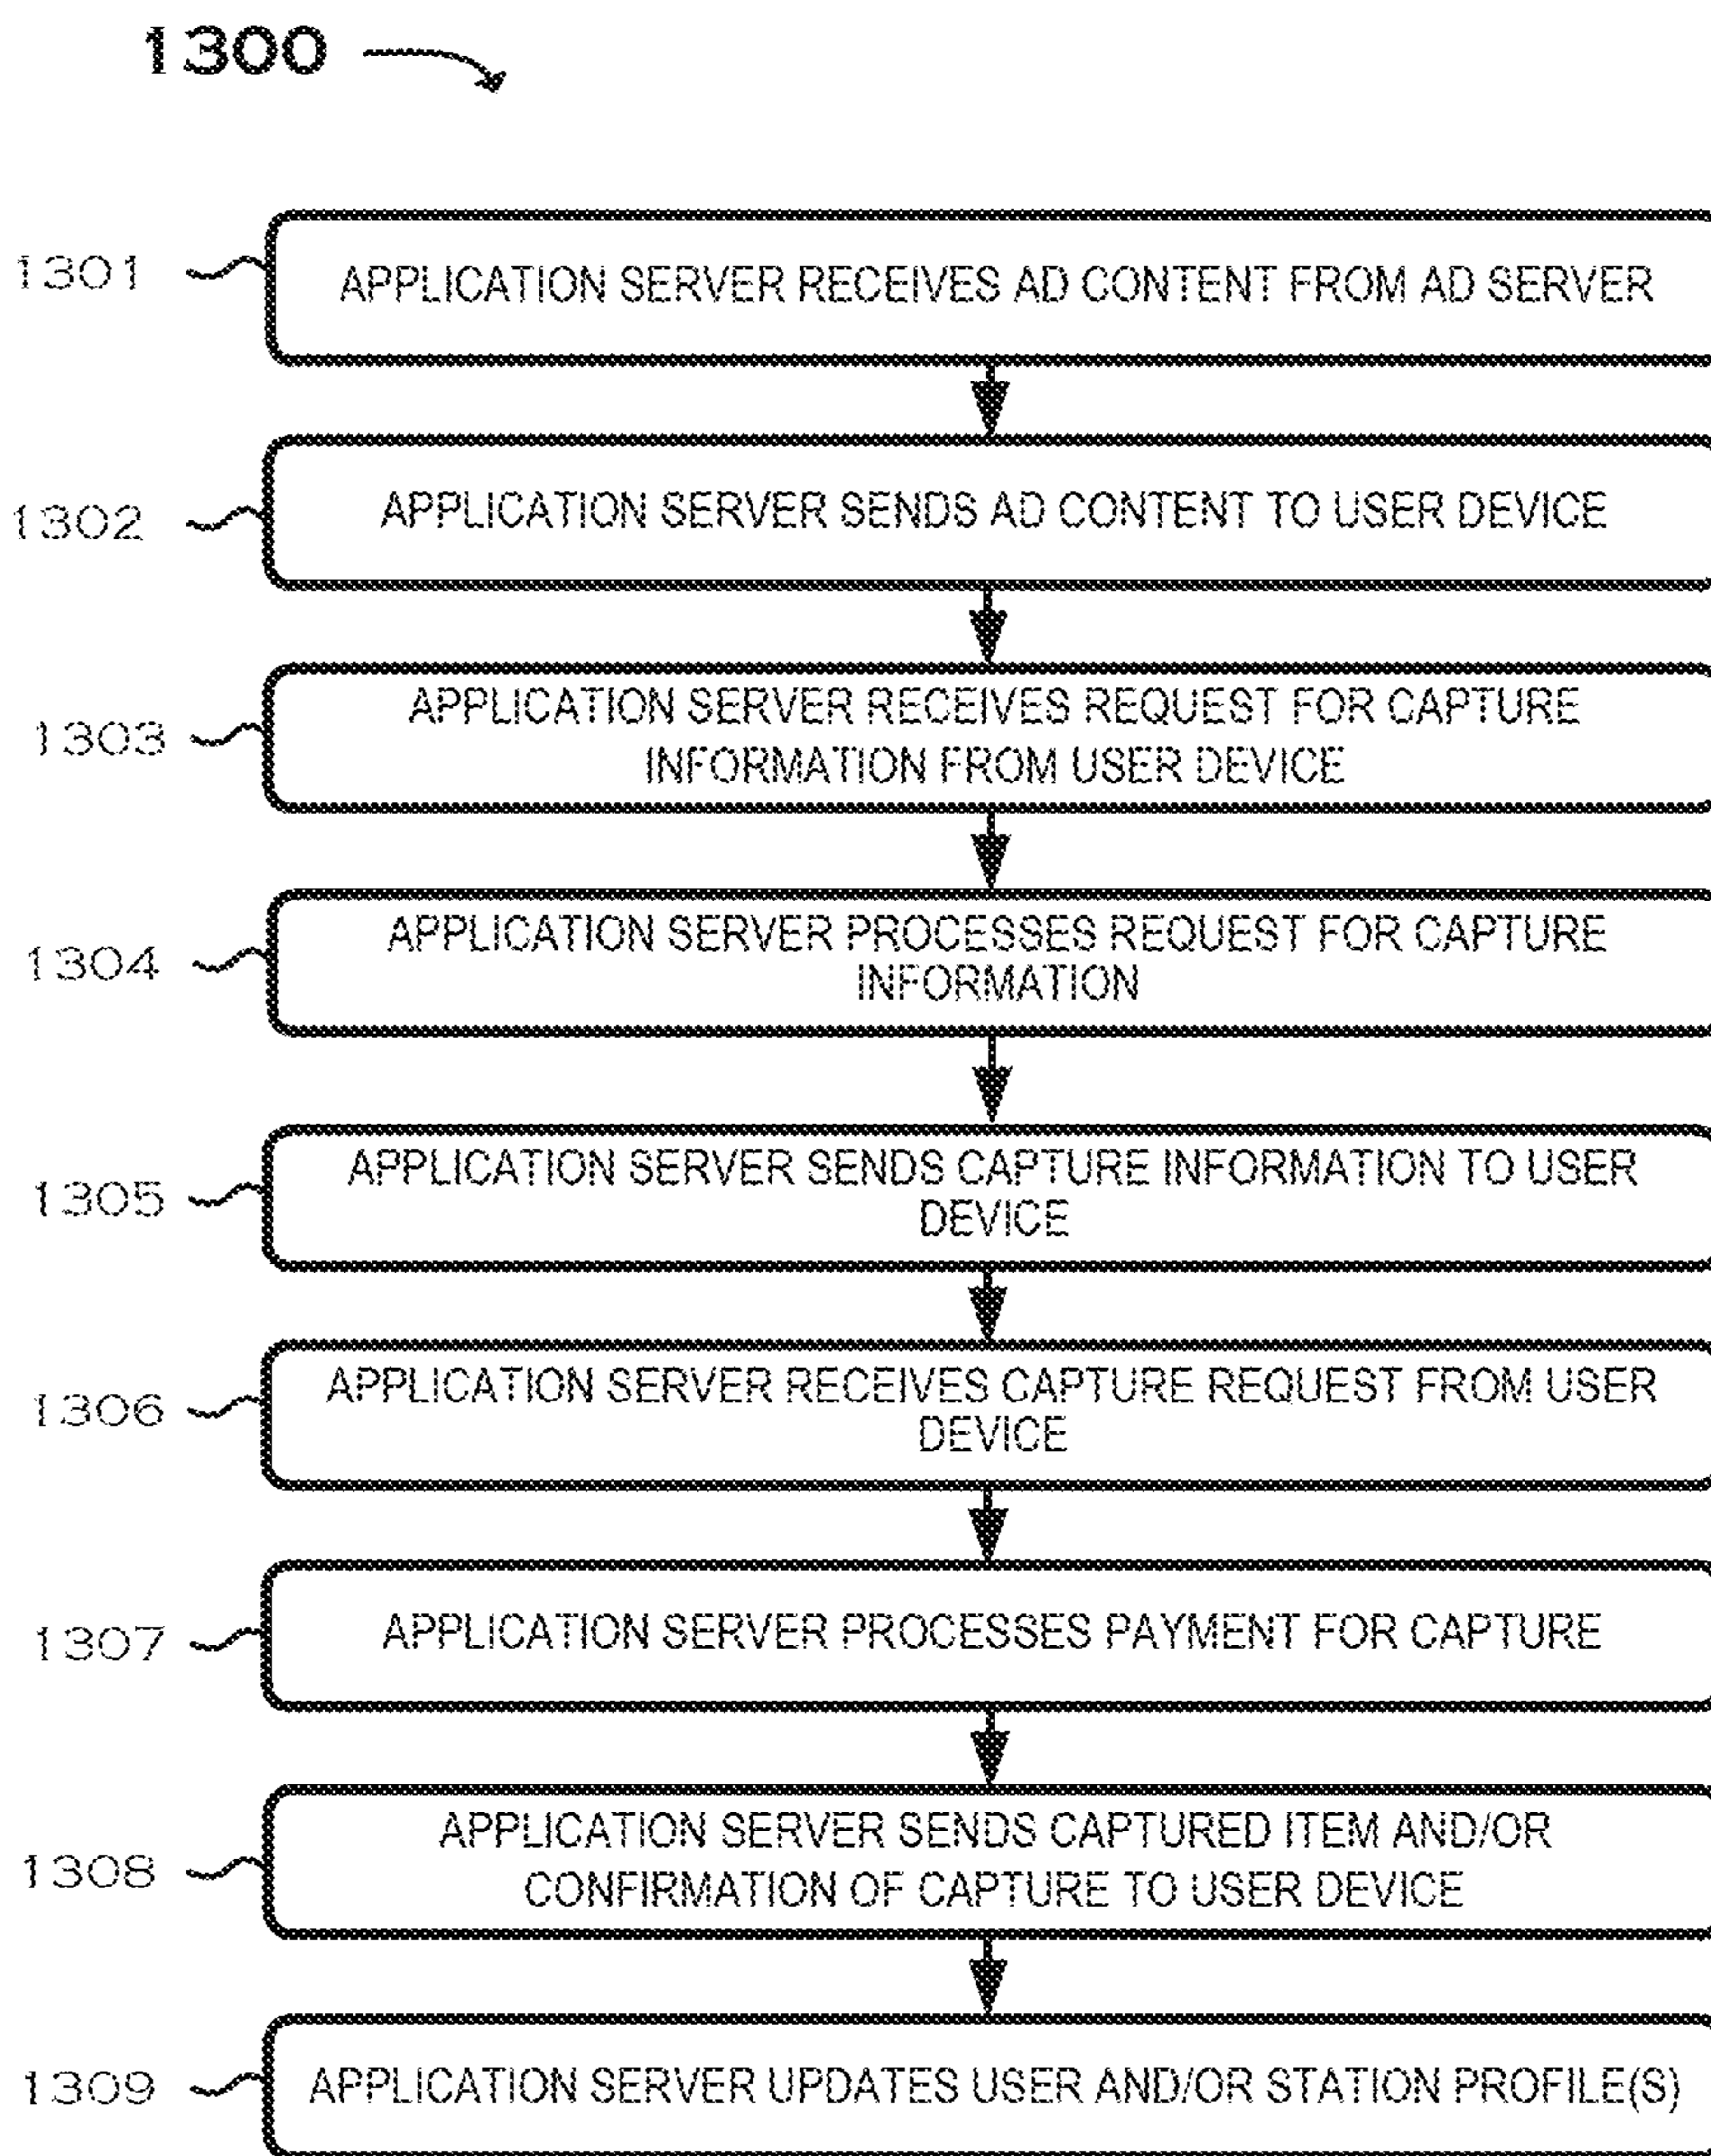 1300
1301
APPLICATION SERVER RECEIVES AD CONTENT FROM AD SERVER
1302
APPLICATION SERVER SENDS AD CONTENT TO USER DEVICE
1303
APPLICATION SERVER RECEIVES REQUEST FOR CAPTURE
INFORMATION FROM USER DEVICE
1304
APPLICATION SERVER PROCESSES REQUEST FOR CAPTURE
INFORMATION
1305
APPLICATION SERVER SENDS CAPTURE INFORMATION TO USER
DEVICE
1306
APPLICATION SERVER RECEIVES CAPTURE REQUEST FROM USER
DEVICE
1307
APPLICATION SERVER PROCESSES PAYMENT FOR CAPTURE
1308
APPLICATION SERVER SENDS CAPTURED ITEM AND/OR
CONFIRMATION OF CAPTURE TO USER DEVICE
1309
APPLICATION SERVER UPDATES USER AND/OR STATION PROFILE(S)